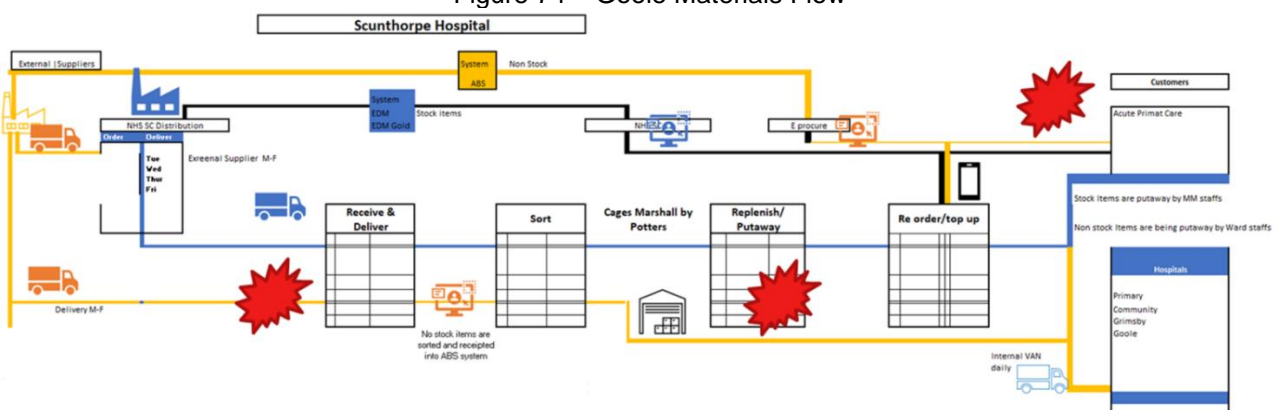 Scunthorpe Hospital
External |Suppliers
System
ABS
Non Stock
Customers
System
EDM
EDM Gold
Stock items
NHS SC Distribution
E procure
Acute Primat Care
Order Deliver
Tue
Wed
Thur
Fri
Exreenal Supplier M-F
Stock Items are putaway by MM staffs
Receive &
Deliver
Sort
Cages Marshall by
Potters
Replenish/
Putaway
Re order/top up
Non stock Items are being putaway by Ward staffs
Hospitals
Delivery M-F
Primary
Community
Grimsby
Goole
No stock items are
sorted and receipted
into ABS system
Internal VAN
daily